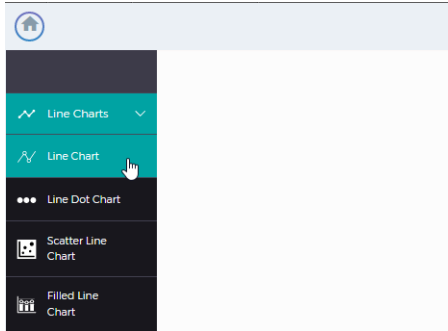 Line Charts
Line Chart
Line Dot Chart
Scatter Line
Chart
Filled Line
Chart